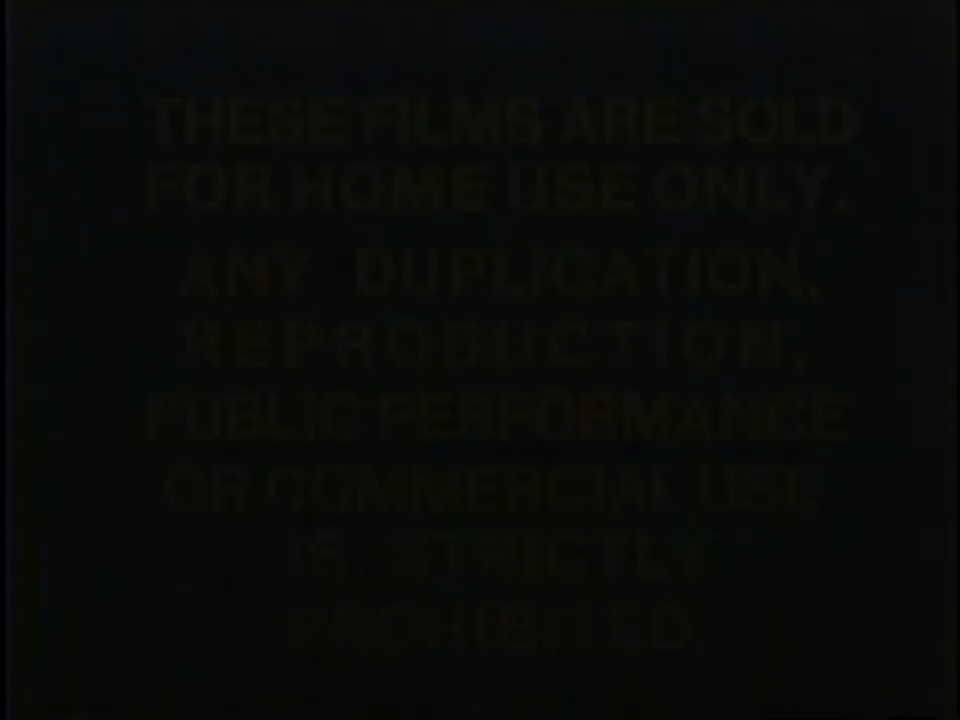 THESE FILMS ARE SOLD
FOR HOME USE ONLY.
ANY DUPLICATION,
REPRODUCTION,
PUBLIC PERFORMANCE
OR COMMERCIAL USE
IS STRICTLY
PROHIBITED.